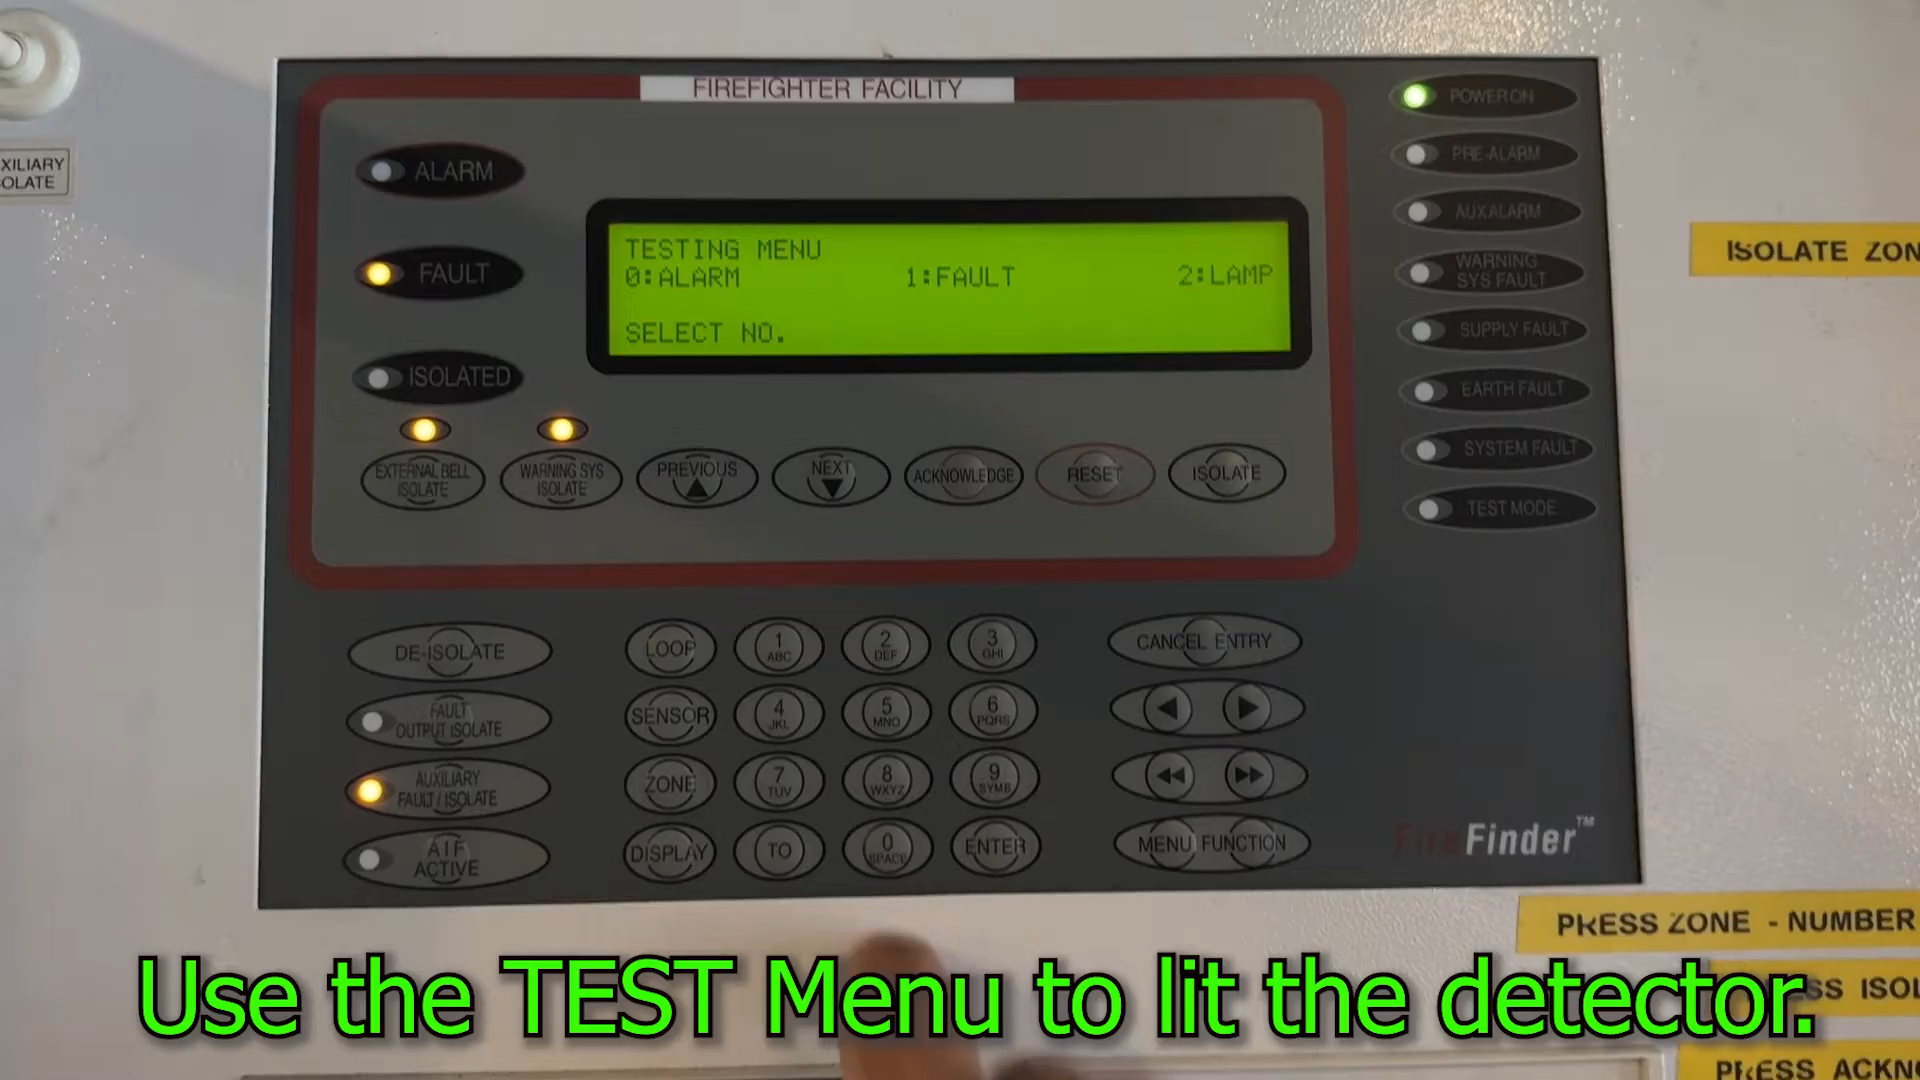 FIREFIGHTER FACILITY
XILIARY
OLATE
ALARM
FAULT
ISOLATED
TESTING MENU
0:ALARM 1:FAULT 2:LAMP
SELECT NO.
EXTERNAL BELL
ISOLATE
WARNING SYS
ISOLATE
PREVIOUS
NEXT
ACKNOWLEDGE
RESET
ISOLATE
POWER ON
PRE-ALARM
AUX ALARM
WARNING
SYS FAULT
SUPPLY FAULT
EARTH FAULT
SYSTEM FAULT
TEST MODE
ISOLATE ZON
DE-ISOLATE
FAULT
OUTPUT ISOLATE
AUXILIARY
FAULT / ISOLATE
A I F
ACTIVE
LOOP
1
ABC
2
DEF
3
GHI
SENSOR
4
JKL
5
MNO
6
PQRS
ZONE
7
TUV
8
WXYZ
9
SYMB
DISPLAY
TO
0
SPACE
ENTER
CANCEL ENTRY
MENU FUNCTION
FireFinder™
PRESS ZONE - NUMBER
SS ISOL
PRESS ACKN
Use the TEST Menu to lit the detector.